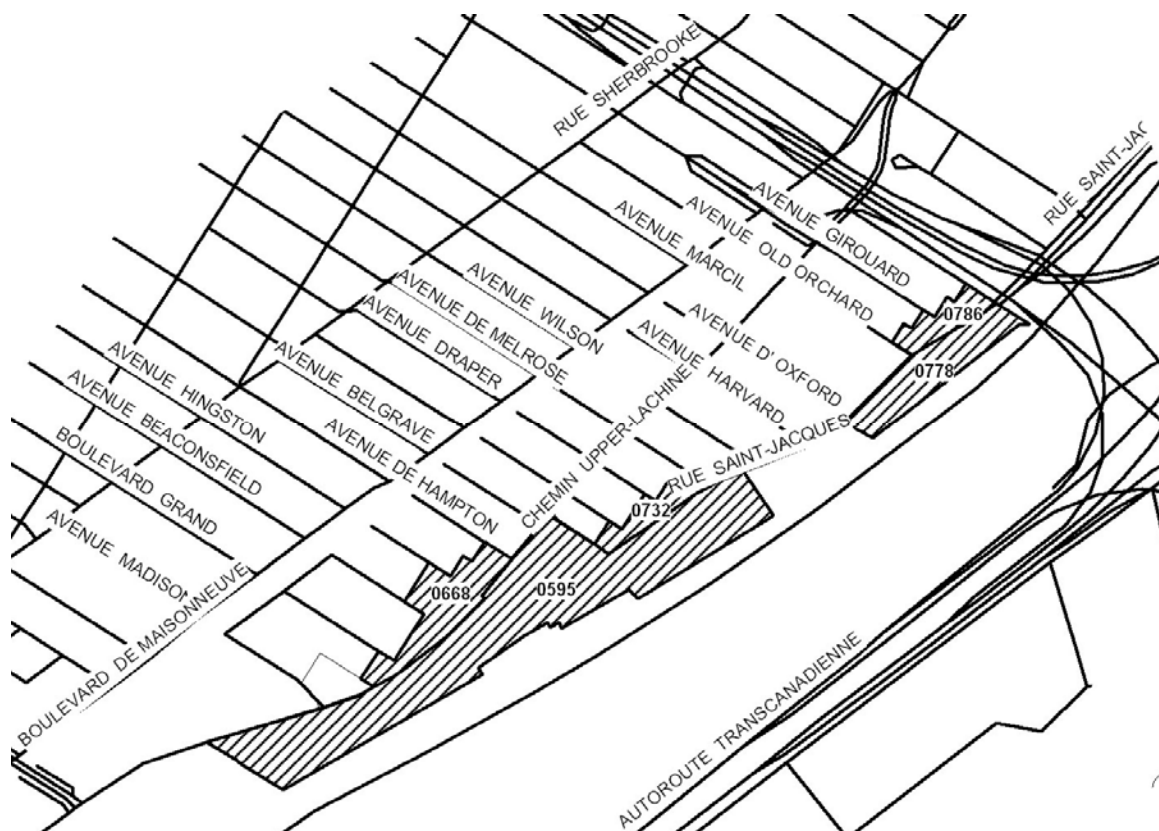 RUE SHERBROOKE
RUE SAINT-JAC
AVENUE GIROUARD
AVENUE OLD ORCHARD
AVENUE MARCIL
AVENUE WILSON
AVENUE DE MELROSE
AVENUE DRAPER
AVENUE D' OXFORD
AVENUE HARVARD
0786
0778
AVENUE BELGRAVE
AVENUE HINGSTON
AVENUE BEACONSFIELD
AVENUE DE HAMPTON
CHEMIN UPPER-LACHINE
RUE SAINT-JACQUES
BOULEVARD GRAND
AVENUE MADISON
0732
0668
0595
BOULEVARD DE MAISONNEUVE
AUTOROUTE TRANSCANADIENNE